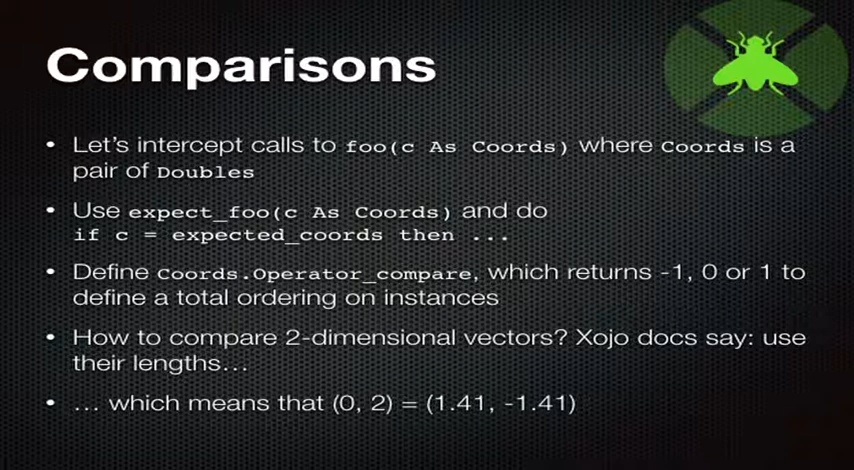 Comparisons
• Let's intercept calls to foo(c As Coords) where Coords is a
pair of Doubles
• Use expect_foo(c As Coords) and do
if c = expected_coords then ...
• Define Coords.Operator_compare, which returns -1, 0 or 1 to
define a total ordering on instances
• How to compare 2-dimensional vectors? Xojo docs say: use
their lengths…
• … which means that (0, 2) = (1.41, -1.41)